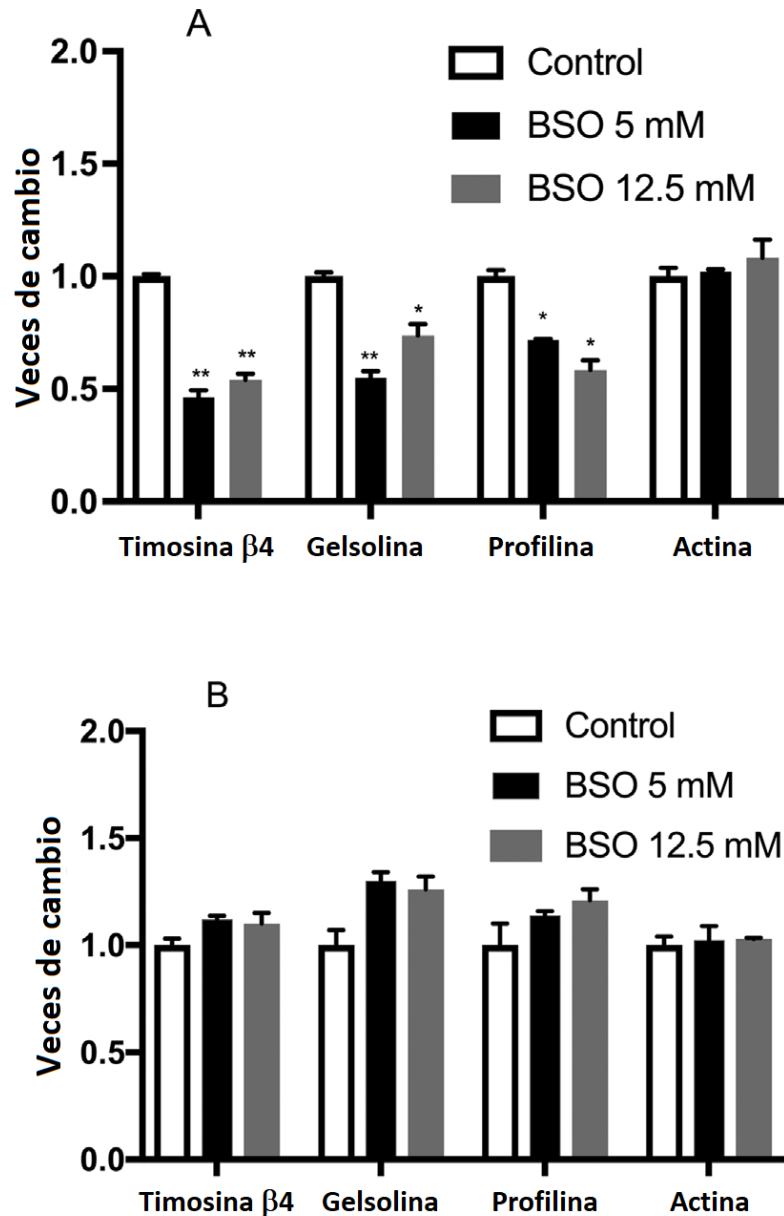 A
Control
BSO 5 mM
BSO 12.5 mM
Veces de cambio
2.0
1.5
1.0
0.5
0.0
** ** ** * * *
Timosina β4 Gelsolina Profilina Actina
B
Control
BSO 5 mM
BSO 12.5 mM
Veces de cambio
2.0
1.5
1.0
0.5
0.0
Timosina β4 Gelsolina Profilina Actina